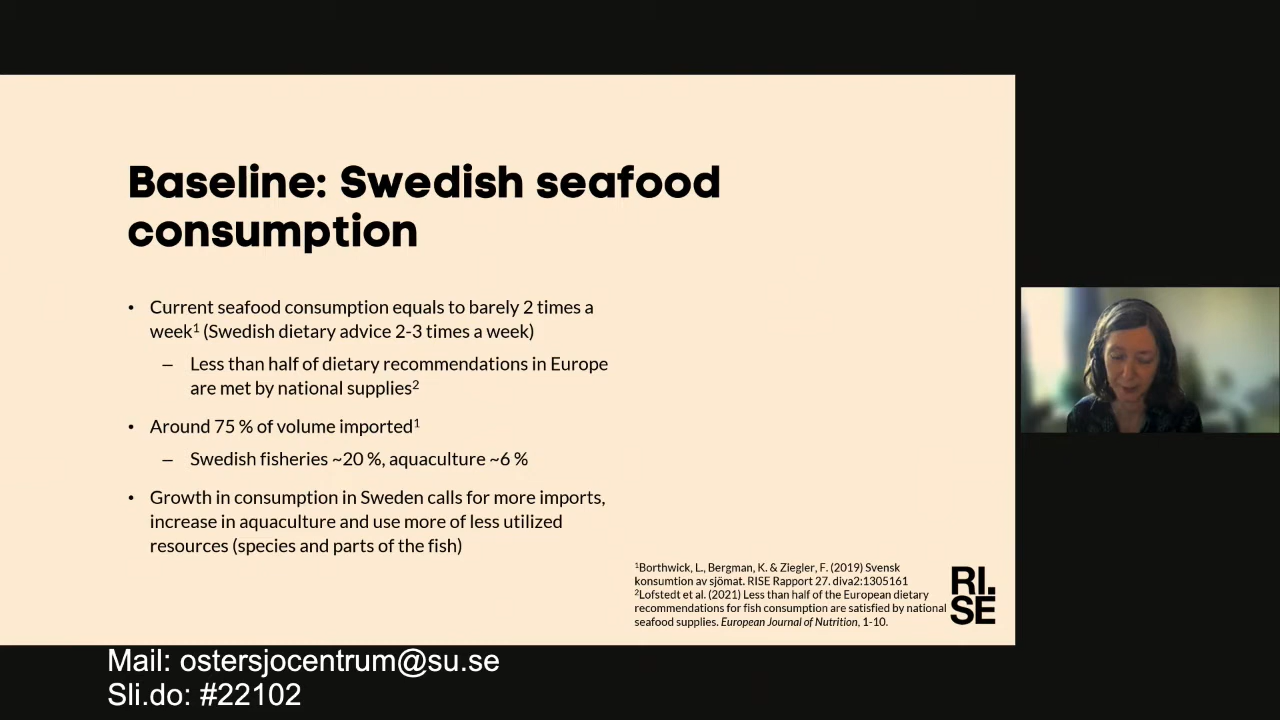 Baseline: Swedish seafood
consumption
• Current seafood consumption equals to barely 2 times a
week¹ (Swedish dietary advice 2-3 times a week)
– Less than half of dietary recommendations in Europe
are met by national supplies²
• Around 75 % of volume imported¹
– Swedish fisheries ~20 %, aquaculture ~6 %
• Growth in consumption in Sweden calls for more imports,
increase in aquaculture and use more of less utilized
resources (species and parts of the fish)
¹Borthwick, L., Bergman, K. & Ziegler, F. (2019) Svensk
konsumtion av sjömat. RISE Rapport 27. diva2:1305161
²Lofstedt et al. (2021) Less than half of the European dietary
recommendations for fish consumption are satisfied by national
seafood supplies. European Journal of Nutrition, 1-10.
RI.
SE
Mail: ostersjocentrum@su.se
Sli.do: #22102